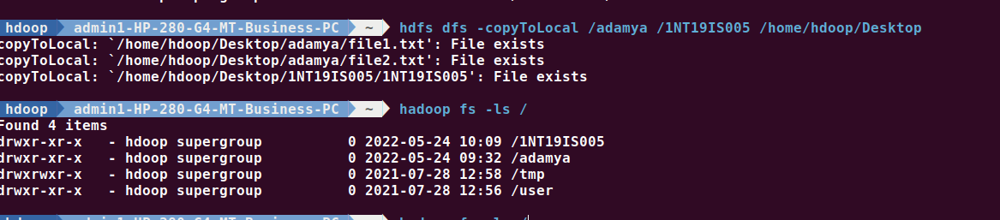 hdoop admin1-HP-280-G4-MT-Business-PC ~ hdfs dfs -copyToLocal /adamya /1NT19IS005 /home/hdoop/Desktop
copyToLocal: `/home/hdoop/Desktop/adamya/file1.txt': File exists
copyToLocal: `/home/hdoop/Desktop/adamya/file2.txt': File exists
copyToLocal: `/home/hdoop/Desktop/1NT19IS005/1NT19IS005': File exists
hdoop admin1-HP-280-G4-MT-Business-PC ~ hadoop fs -ls /
Found 4 items
drwxr-xr-x - hdoop supergroup 0 2022-05-24 10:09 /1NT19IS005
drwxr-xr-x - hdoop supergroup 0 2022-05-24 09:32 /adamya
drwxrwxr-x - hdoop supergroup 0 2021-07-28 12:58 /tmp
drwxr-xr-x - hdoop supergroup 0 2021-07-28 12:56 /user